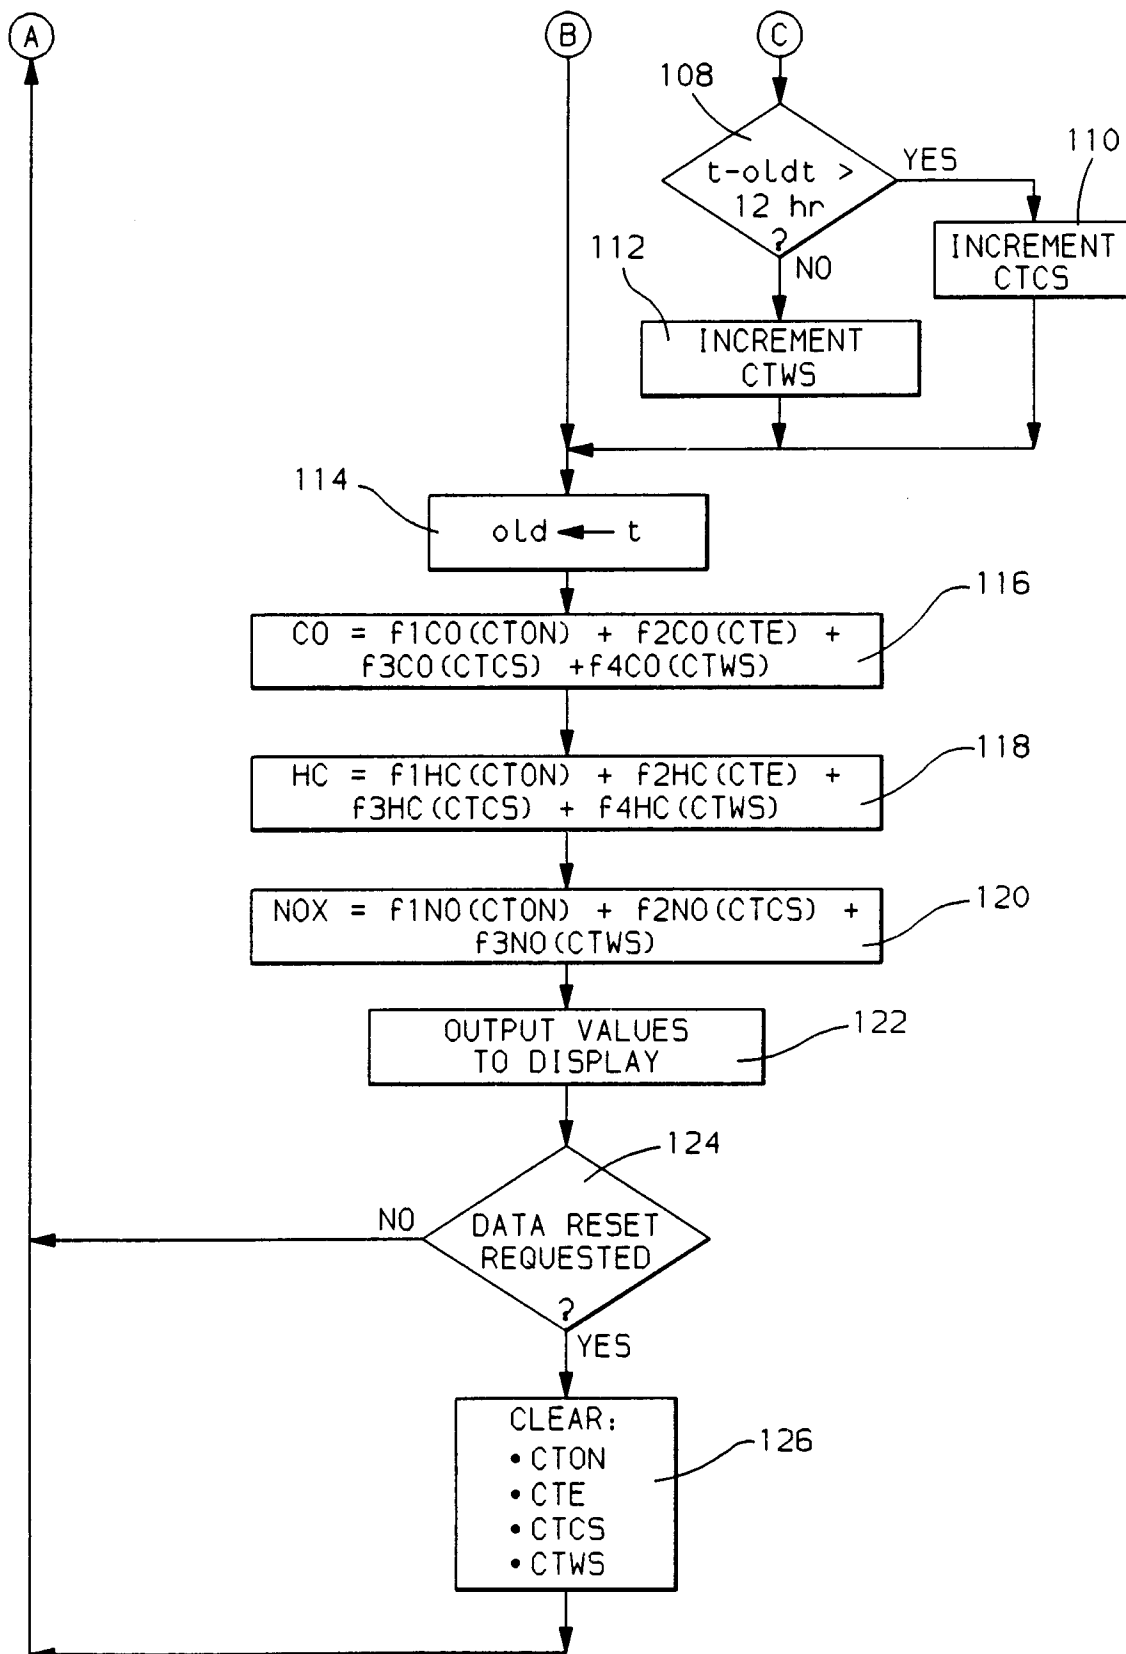 A
B
C
108
t-oldt >
12 hr
?
YES
110
INCREMENT
CTCS
NO
112
INCREMENT
CTWS
114
old ← t
116
CO = f1CO(CTON) + f2CO(CTE) +
f3CO(CTCS) +f4CO(CTWS)
118
HC = f1HC(CTON) + f2HC(CTE) +
f3HC(CTCS) + f4HC(CTWS)
120
NOX = f1NO(CTON) + f2NO(CTCS) +
f3NO(CTWS)
122
OUTPUT VALUES
TO DISPLAY
124
NO
DATA RESET
REQUESTED
?
YES
126
CLEAR:
• CTON
• CTE
• CTCS
• CTWS